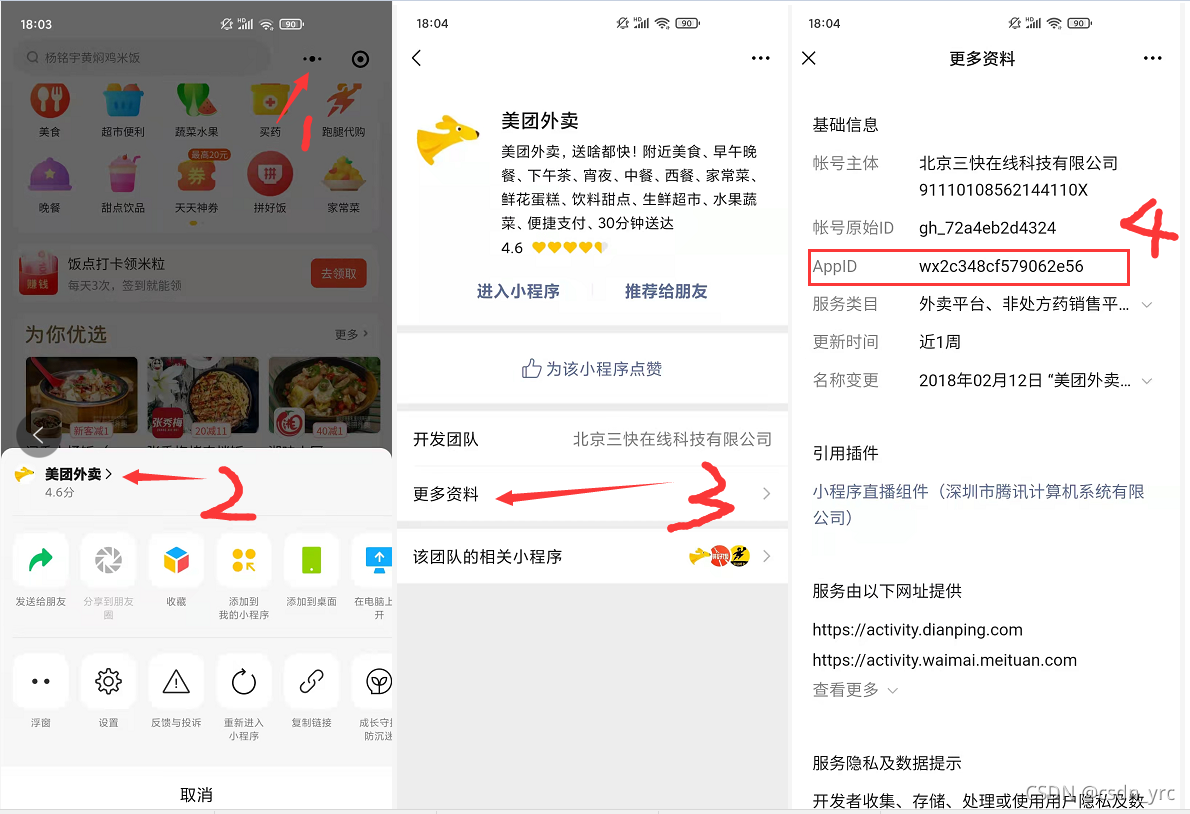 18:03
HD
90
杨铭宇黄焖鸡米饭
1
美食
超市便利
蔬菜水果
买药
跑腿代购
最高20元
券
拼
晚餐
甜点饮品
天天神券
拼好饭
家常菜
赚钱
饭点打卡领米粒
每天3次，签到就能领
去领取
为你优选
更多
张秀梅
新客减1
20减11
40减1
美团外卖
4.6分
2
发送给朋友
分享到朋友
圈
收藏
添加到
我的小程序
添加到桌面
在电脑上
开
浮窗
设置
反馈与投诉
重新进入
小程序
复制链接
成长守
防沉迷
取消
18:04
HD
90
美团外卖
美团外卖，送啥都快！附近美食、早午晚
餐、下午茶、宵夜、中餐、西餐、家常菜、
鲜花蛋糕、饮料甜点、生鲜超市、水果蔬
菜、便捷支付、30分钟送达
4.6
进入小程序
推荐给朋友
为该小程序点赞
开发团队
北京三快在线科技有限公司
更多资料
3
该团队的相关小程序
18:04
HD
90
更多资料
基础信息
帐号主体
北京三快在线科技有限公司
91110108562144110X
帐号原始ID
gh_72a4eb2d4324
4
AppID
wx2c348cf579062e56
服务类目
外卖平台、非处方药销售平...
更新时间
近1周
名称变更
2018年02月12日 “美团外卖...
引用插件
小程序直播组件（深圳市腾讯计算机系统有限
公司）
服务由以下网址提供
https://activity.dianping.com
https://activity.waimai.meituan.com
查看更多
服务隐私及数据提示
开发者收集、存储、处理或使用用户隐私及数
CSDN @csdn_yrc